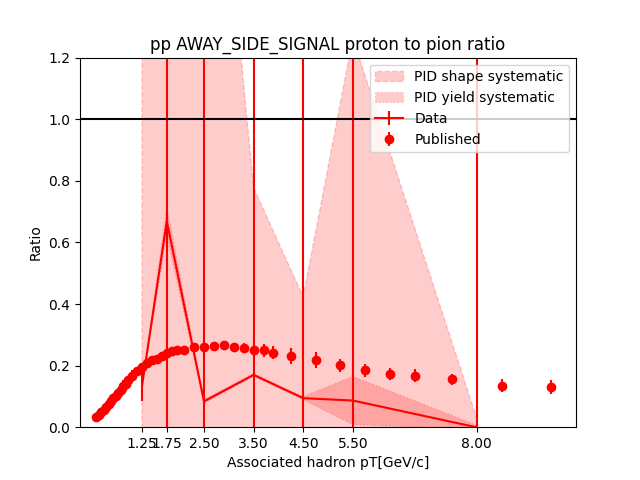 pp AWAY_SIDE_SIGNAL proton to pion ratio
1.2
1.0
0.8
0.6
0.4
0.2
0.0
Ratio
PID shape systematic
PID yield systematic
Data
Published
1.25 1.75 2.50 3.50 4.50 5.50 8.00
Associated hadron pT[GeV/c]